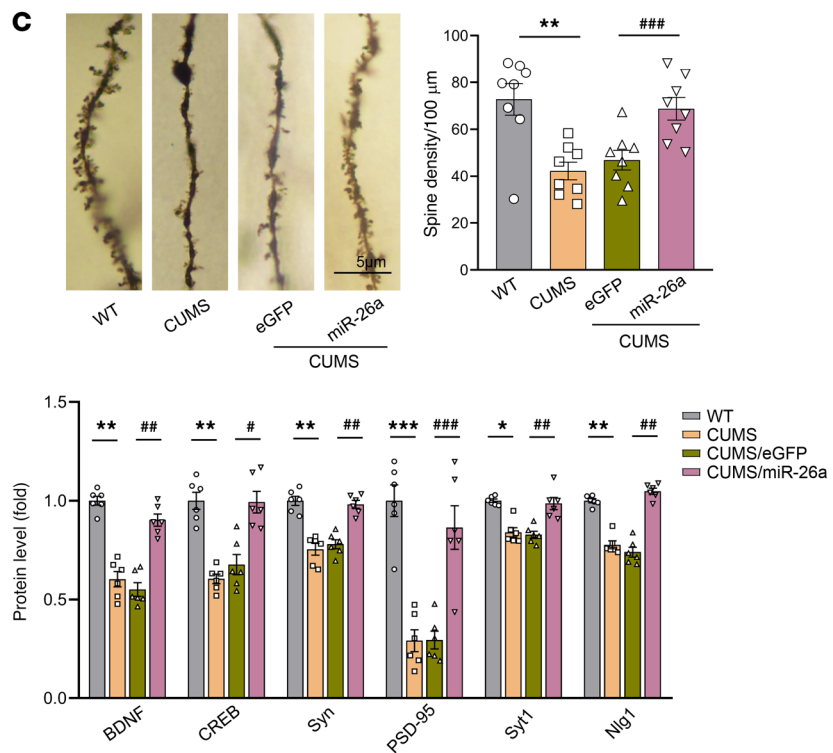 C
5μm
WT
CUMS
eGFP
miR-26a
CUMS
Spine density/100 μm
100
80
60
40
20
0
**
###
WT
CUMS
eGFP
miR-26a
CUMS
Protein level (fold)
1.5
1.0
0.5
0.0
** ## ** # ** ## *** ### * ## ** ##
BDNF
CREB
Syn
PSD-95
Syt1
Nlg1
WT
CUMS
CUMS/eGFP
CUMS/miR-26a